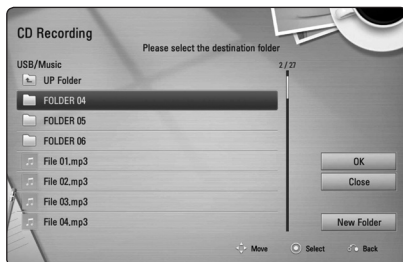 CD Recording
Please select the destination folder
USB/Music
2 / 27
UP Folder
FOLDER 04
FOLDER 05
FOLDER 06
File 01.mp3
File 02.mp3
File 03.mp3
File 04.mp3
OK
Close
New Folder
Move
Select
Back